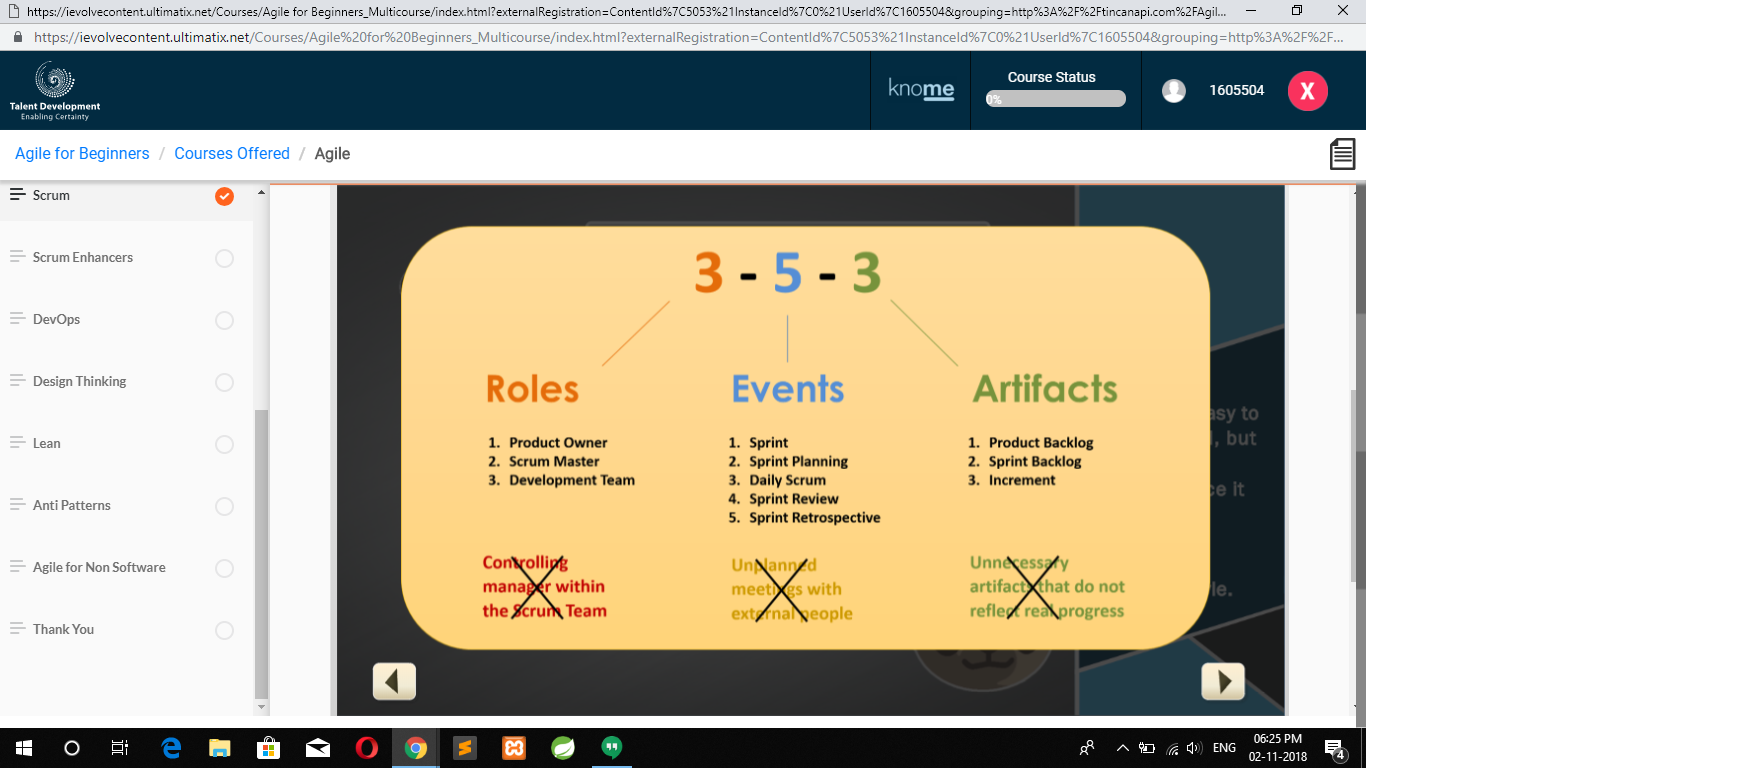 https://ievolvecontent.ultimatix.net/Courses/Agile for Beginners_Multicourse/index.html?externalRegistration=ContentId%7C5053%21InstanceId%7C0%21UserId%7C1605504&grouping=http%3A%2F%2Ftincanapi.com%2FAgil...
https://ievolvecontent.ultimatix.net/Courses/Agile%20for%20Beginners_Multicourse/index.html?externalRegistration=ContentId%7C5053%21InstanceId%7C0%21UserId%7C1605504&grouping=http%3A%2F%2F...
Talent Development
Enabling Certainty
knome
Course Status
0%
1605504
X
Agile for Beginners / Courses Offered / Agile
Scrum
Scrum Enhancers
DevOps
Design Thinking
Lean
Anti Patterns
Agile for Non Software
Thank You
3 - 5 - 3
Roles
1. Product Owner
2. Scrum Master
3. Development Team
Controlling
manager within
the Scrum Team
Events
1. Sprint
2. Sprint Planning
3. Daily Scrum
4. Sprint Review
5. Sprint Retrospective
Unplanned
meetings with
external people
Artifacts
1. Product Backlog
2. Sprint Backlog
3. Increment
Unnecessary
artifacts that do not
reflect real progress
to
but
it
ENG
06:25 PM
02-11-2018
4